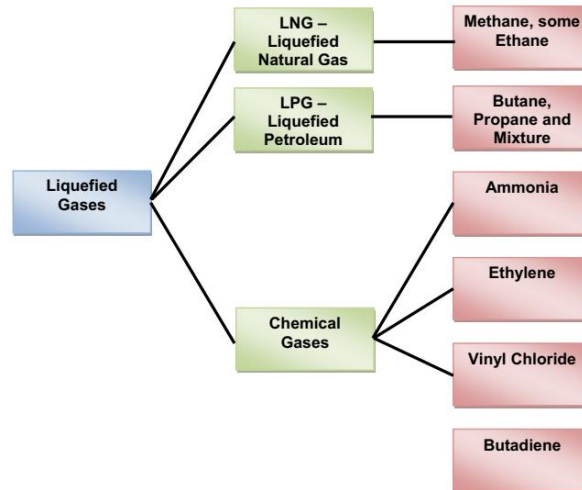 LNG –
Liquefied
Natural Gas
Methane, some
Ethane
LPG –
Liquefied
Petroleum
Butane,
Propane and
Mixture
Liquefied
Gases
Ammonia
Ethylene
Chemical
Gases
Vinyl Chloride
Butadiene